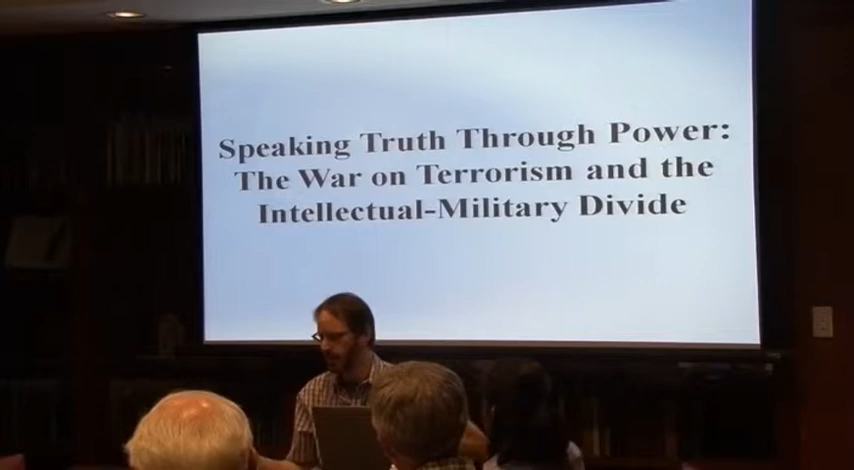 Speaking Truth Through Power:
The War on Terrorism and the
Intellectual-Military Divide